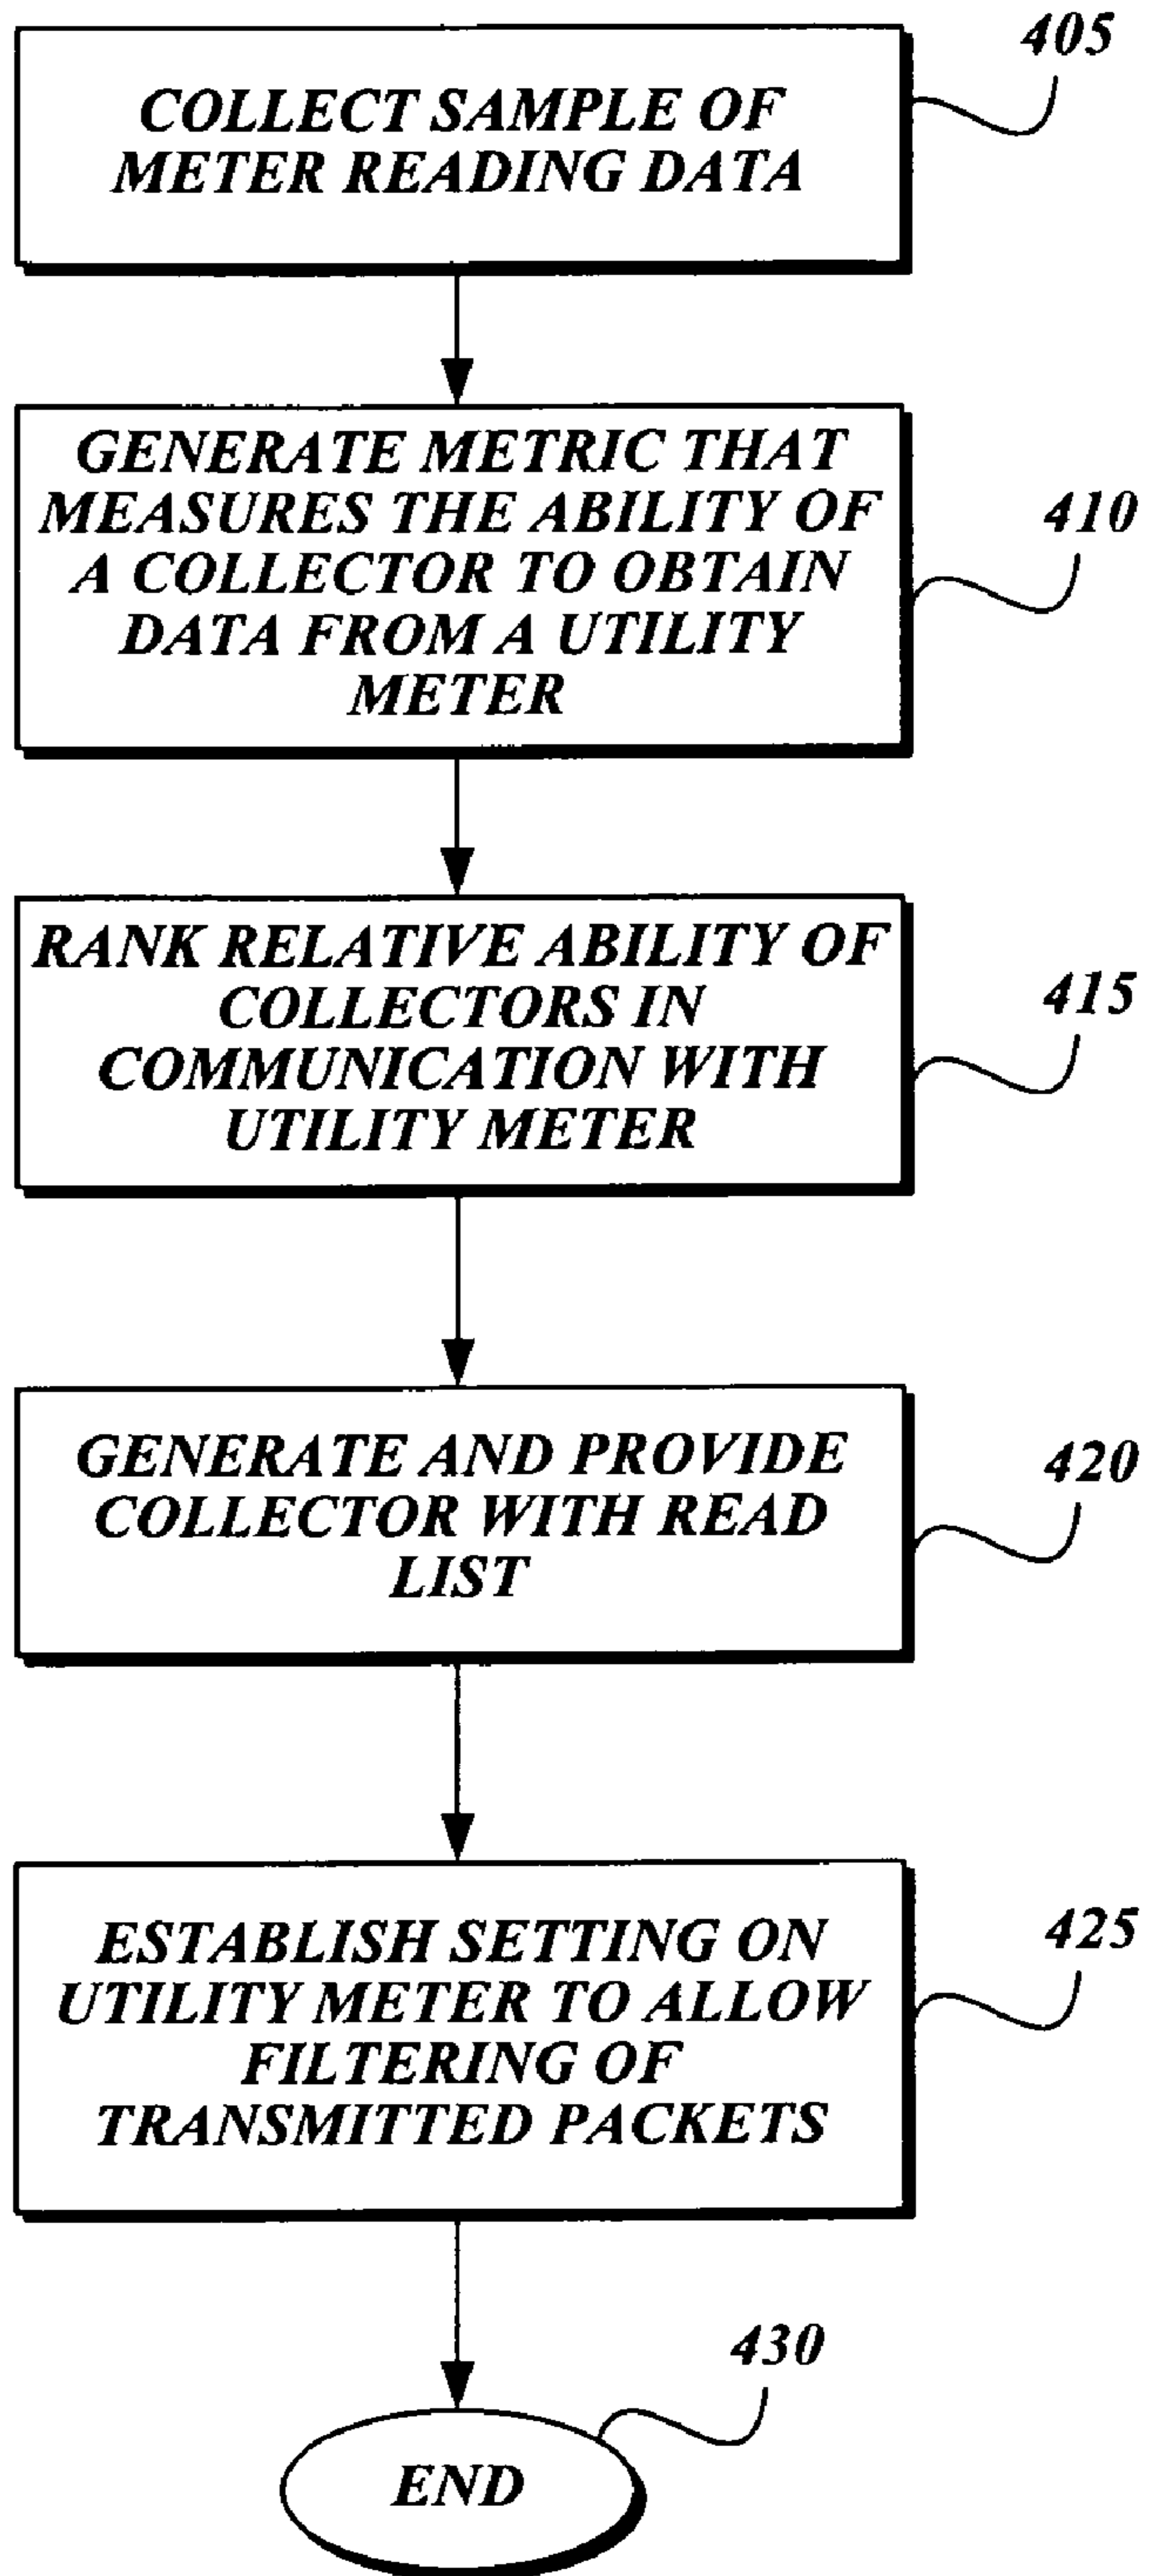 405
COLLECT SAMPLE OF
METER READING DATA
GENERATE METRIC THAT
MEASURES THE ABILITY OF
A COLLECTOR TO OBTAIN
DATA FROM A UTILITY
METER
410
RANK RELATIVE ABILITY OF
COLLECTORS IN
COMMUNICATION WITH
UTILITY METER
415
GENERATE AND PROVIDE
COLLECTOR WITH READ
LIST
420
ESTABLISH SETTING ON
UTILITY METER TO ALLOW
FILTERING OF
TRANSMITTED PACKETS
425
430
END